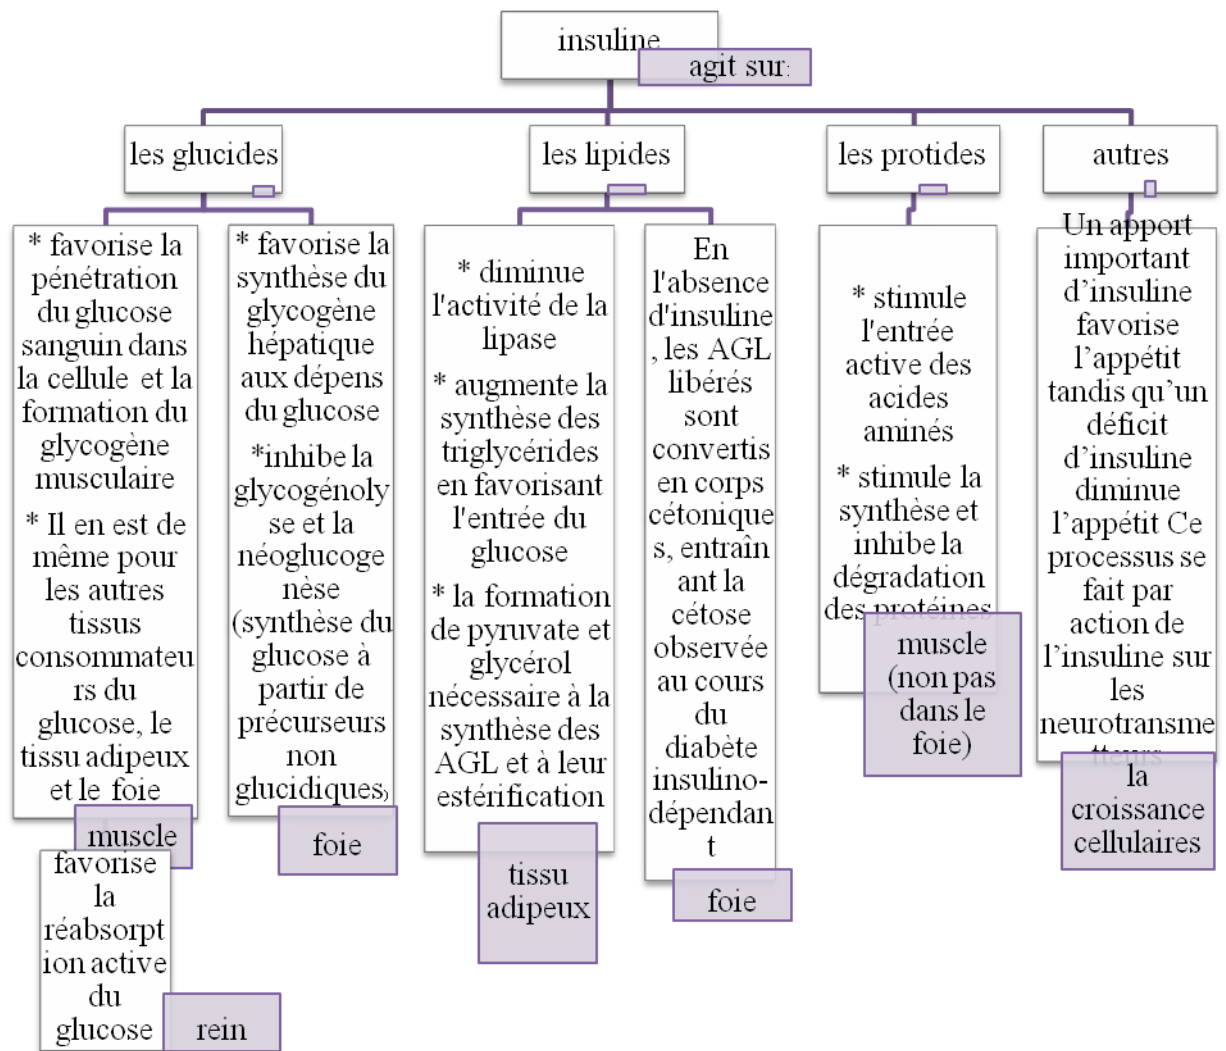 insuline
agit sur:
les glucides
les lipides
les protides
autres
* favorise la
pénétration
du glucose
sanguin dans
la cellule et la
formation du
glycogène
musculaire
* Il en est de
même pour
les autres
tissus
consommateu
rs du
glucose, le
tissu adipeux
et le foie
muscle
favorise
la
réabsorpt
ion active
du
glucose
rein
* favorise la
synthèse du
glycogène
hépatique
aux dépens
du glucose
*inhibe la
glycogénoly
se et la
néoglucoge
nèse
(synthèse du
glucose à
partir de
précurseurs
non
glucidiques)
foie
* diminue
l'activité de la
lipase
* augmente la
synthèse des
triglycérides
en favorisant
l'entrée du
glucose
* la formation
de pyruvate et
glycérol
nécessaire à la
synthèse des
AGL et à leur
estérification
tissu
adipeux
En
l'absence
d'insuline
, les AGL
libérés
sont
convertis
en corps
cétonique
s, entraîn
ant la
cétose
observée
au cours
du
diabète
insulino-
dépendan
t
foie
* stimule
l'entrée
active des
acides
aminés
* stimule la
synthèse et
inhibe la
dégradation
des protéines
muscle
(non pas
dans le
foie)
Un apport
important
d’insuline
favorise
l’appétit
tandis qu’un
déficit
d’insuline
diminue
l’appétit Ce
processus se
fait par
action de
l’insuline sur
les
neurotransme
tteurs
la
croissance
cellulaires